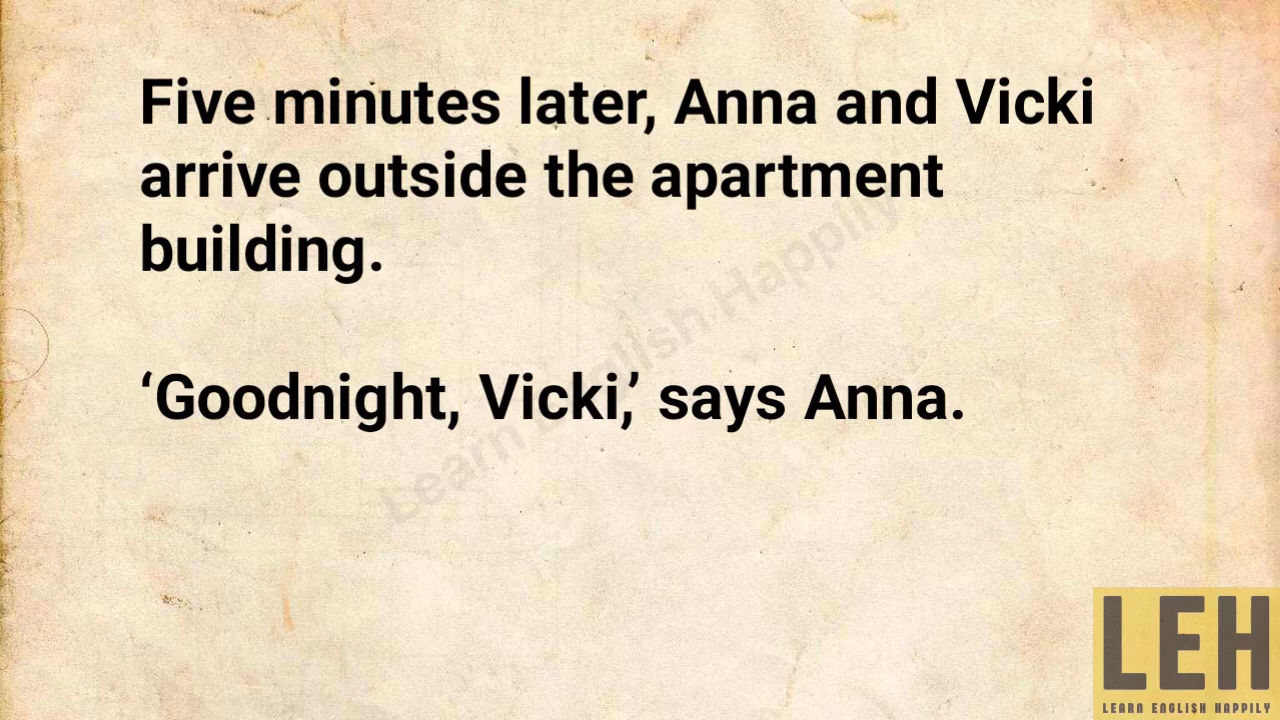 Five minutes later, Anna and Vicki
arrive outside the apartment
building.
‘Goodnight, Vicki,’ says Anna.
Learn English Happily
LEH
LEARN ENGLISH HAPPILY